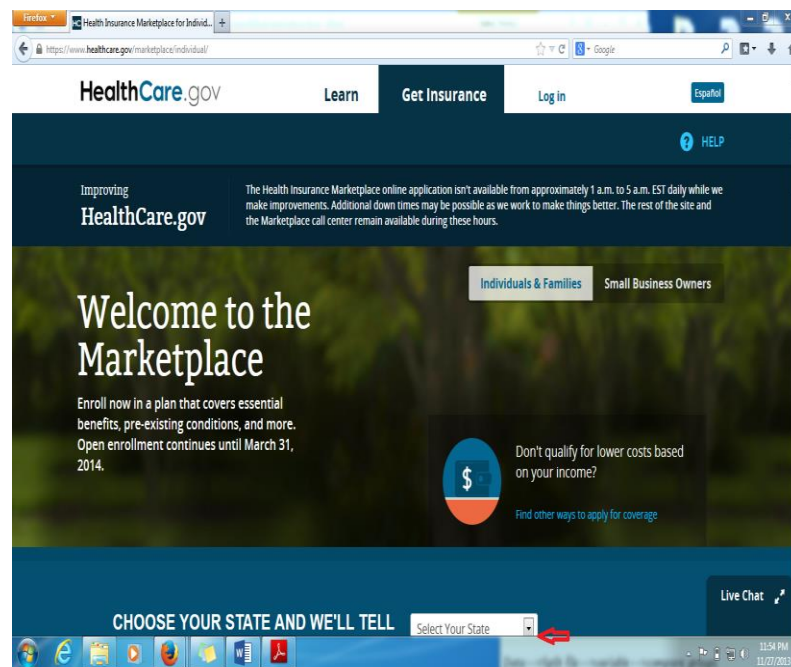 Firefox
Health Insurance Marketplace for Individ... +
https://www.healthcare.gov/marketplace/individual/
Google
HealthCare.gov
Learn
Get Insurance
Log in
Español
? HELP
Improving
HealthCare.gov
The Health Insurance Marketplace online application isn't available from approximately 1 a.m. to 5 a.m. EST daily while we
make improvements. Additional down times may be possible as we work to make things better. The rest of the site and
the Marketplace call center remain available during these hours.
Individuals & Families
Small Business Owners
Welcome to the
Marketplace
Enroll now in a plan that covers essential
benefits, pre-existing conditions, and more.
Open enrollment continues until March 31,
2014.
$
Don't qualify for lower costs based
on your income?
Find other ways to apply for coverage
Live Chat
CHOOSE YOUR STATE AND WE'LL TELL
Select Your State
11:54 PM
11/27/2013